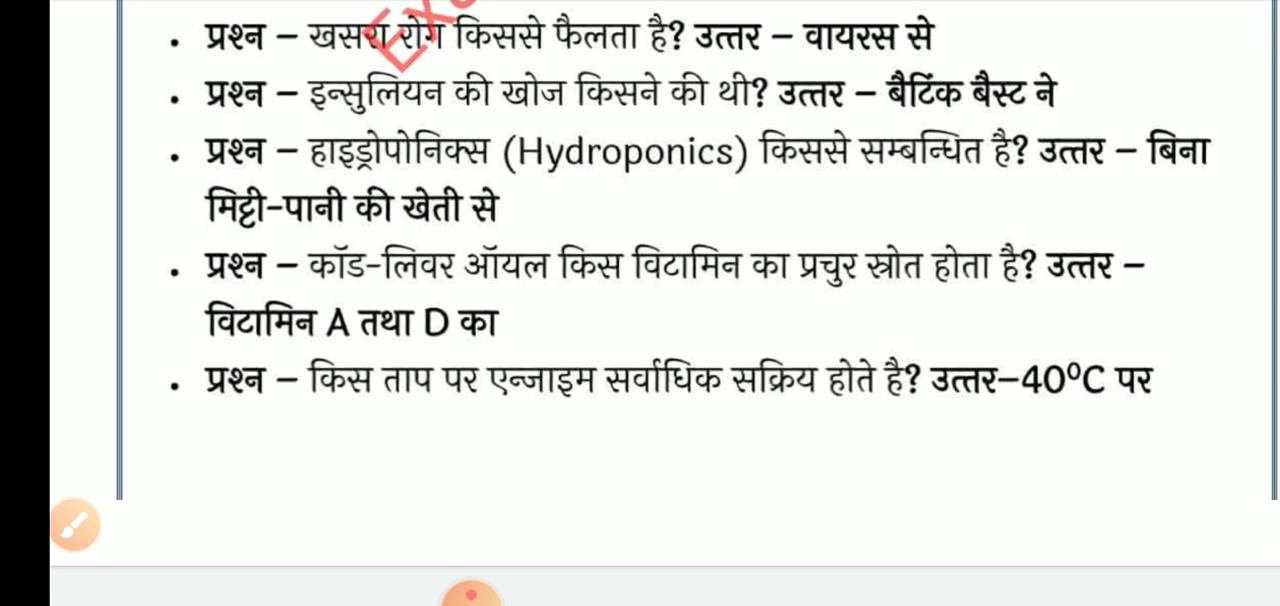 • प्रश्न – खसरा रोग किससे फैलता है? उत्तर – वायरस से
• प्रश्न – इन्सुलियन की खोज किसने की थी? उत्तर – बैटिंक बैस्ट ने
• प्रश्न – हाइड्रोपोनिक्स (Hydroponics) किससे सम्बन्धित है? उत्तर – बिना
मिट्टी-पानी की खेती से
• प्रश्न – कॉड-लिवर ऑयल किस विटामिन का प्रचुर स्रोत होता है? उत्तर –
विटामिन A तथा D का
• प्रश्न – किस ताप पर एन्जाइम सर्वाधिक सक्रिय होते है? उत्तर–40⁰C पर